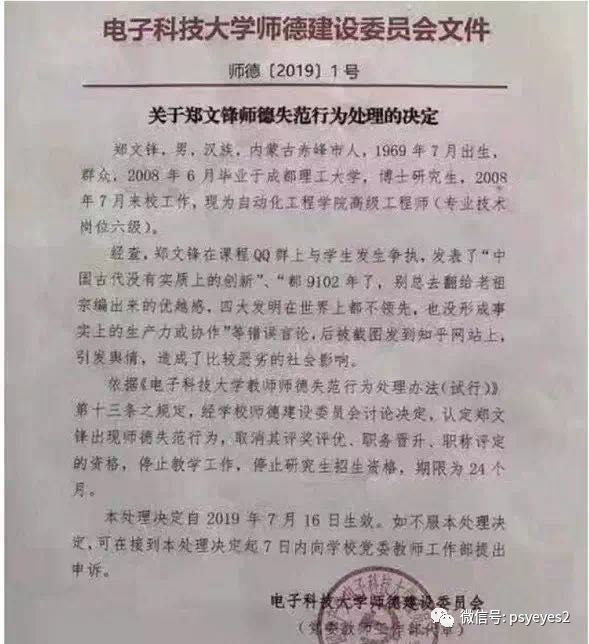 电子科技大学师德建设委员会文件
师德〔2019〕1号
关于郑文锋师德失范行为处理的决定
郑文锋，男，汉族，内蒙古赤峰市人，1969年7月出生，
群众，2008年6月毕业于成都理工大学，博士研究生，2008
年7月来校工作，现为自动化工程学院高级工程师（专业技术
岗位六级）。
经查，郑文锋在课程QQ群上与学生发生争执，发表了“中
国古代没有实质上的创新”、“都9102年了，别总去翻给老祖
宗编出来的优越感，四大发明在世界上都不领先，也没形成事
实上的生产力或协作”等错误言论，后被截图发到知乎网站上，
引发舆情，造成了比较恶劣的社会影响。
依据《电子科技大学教师师德失范行为处理办法（试行）》
第十三条之规定，经学校师德建设委员会讨论决定，认定郑文
锋出现师德失范行为，取消其评奖评优、职务晋升、职称评定
的资格，停止教学工作，停止研究生招生资格，期限为24个
月。
本处理决定自2019年7月16日生效。如不服本处理决
定，可在接到本处理决定起7日内向学校党委教师工作部提出
申诉。
电子科技大学师德建设委员会
（党委教师工作部代章）
微信号: psyeyes2